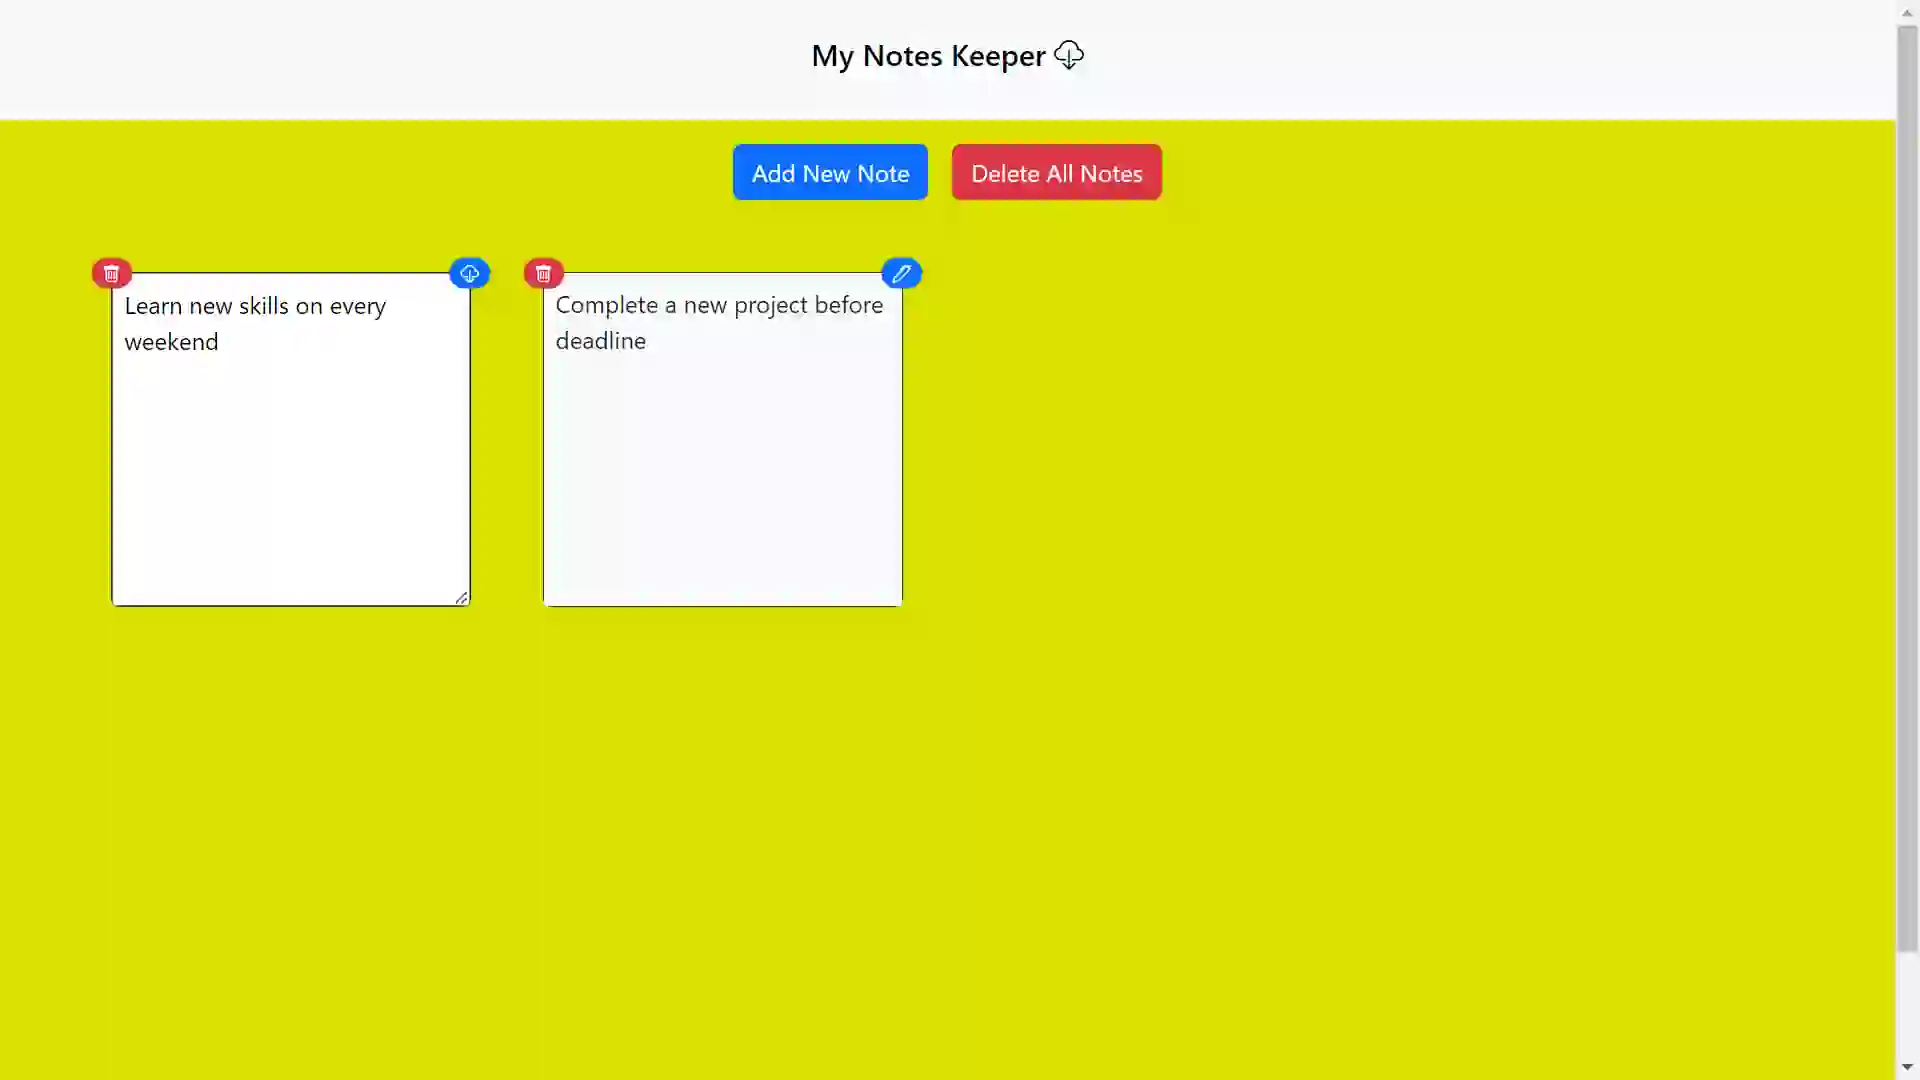 My Notes Keeper
Add New Note
Delete All Notes
Learn new skills on every
weekend
Complete a new project before
deadline